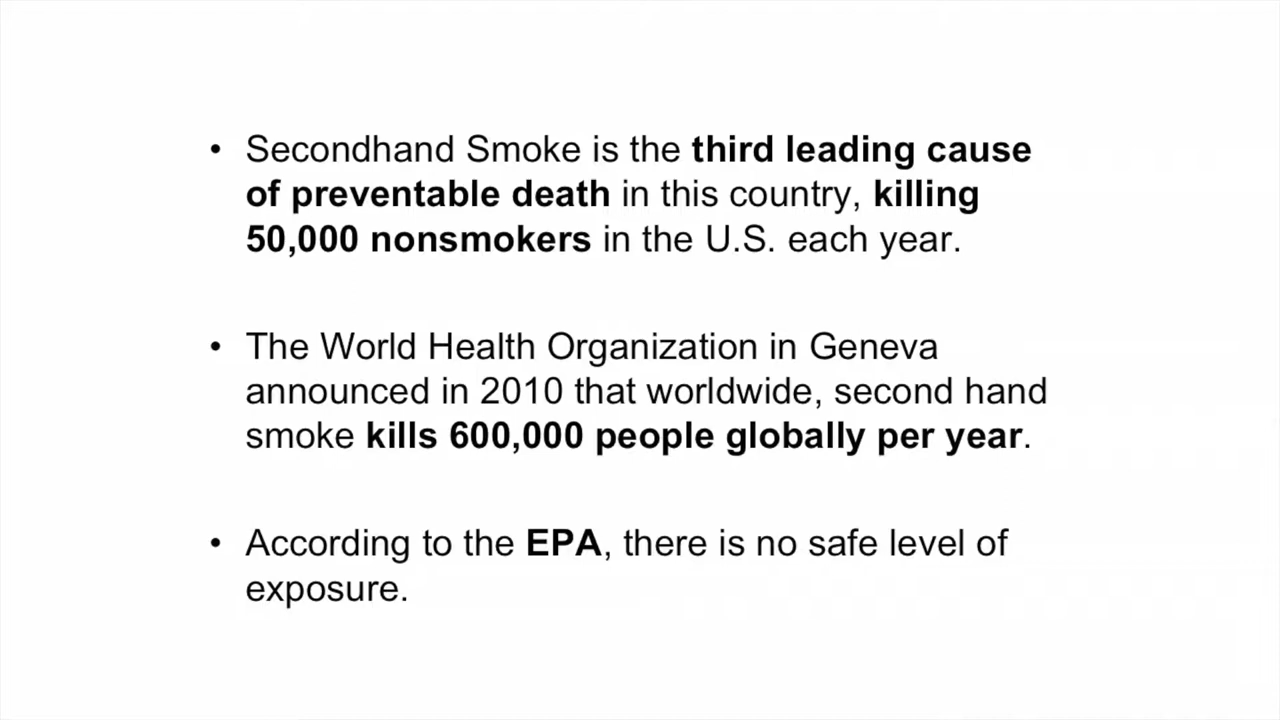 • Secondhand Smoke is the third leading cause
of preventable death in this country, killing
50,000 nonsmokers in the U.S. each year.
• The World Health Organization in Geneva
announced in 2010 that worldwide, second hand
smoke kills 600,000 people globally per year.
• According to the EPA, there is no safe level of
exposure.